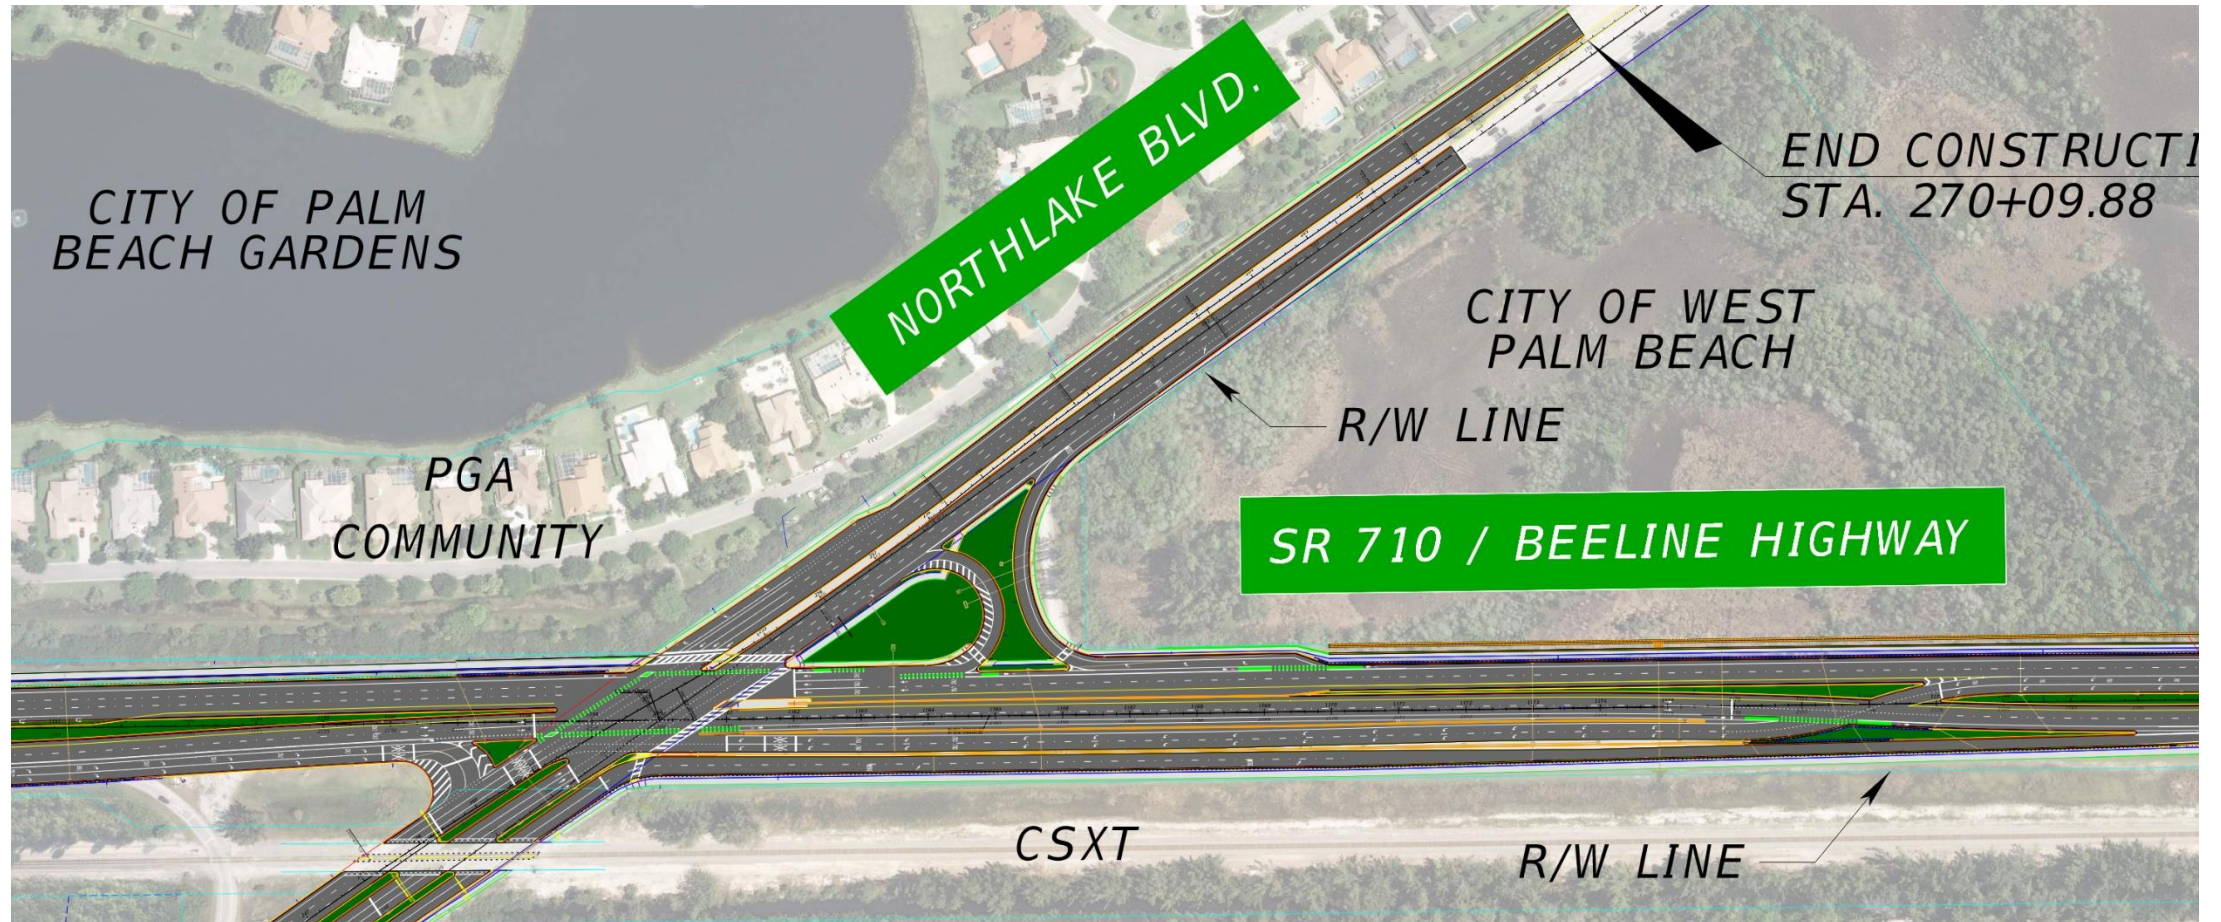 CITY OF PALM
BEACH GARDENS
NORTHLAKE BLVD.
END CONSTRUCTI
STA. 270+09.88
CITY OF WEST
PALM BEACH
R/W LINE
PGA
COMMUNITY
SR 710 / BEELINE HIGHWAY
CSXT
R/W LINE